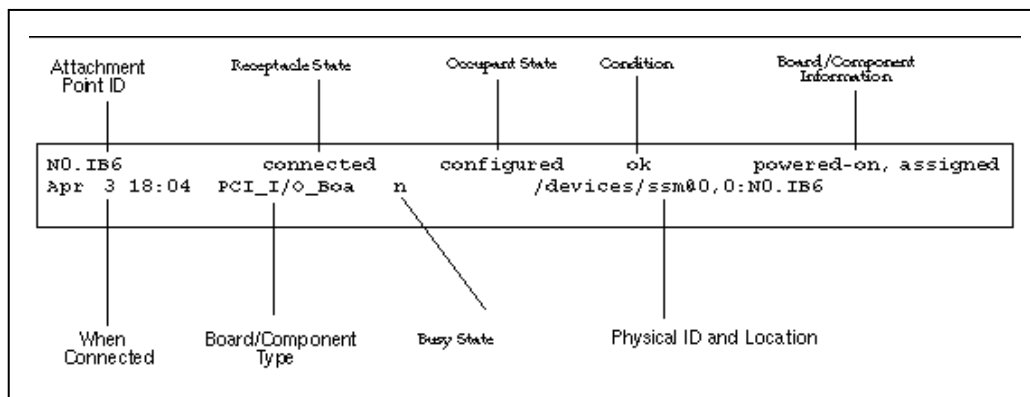 Attachment
Point ID
Receptacle State
Occupant State
Condition
Board/Component
Information
N0.IB6 connected configured ok powered-on, assigned
Apr 3 18:04 PCI_I/O_Boa n /devices/ssm@0,0:N0.IB6
When
Connected
Board/Component
Type
Busy State
Physical ID and Location